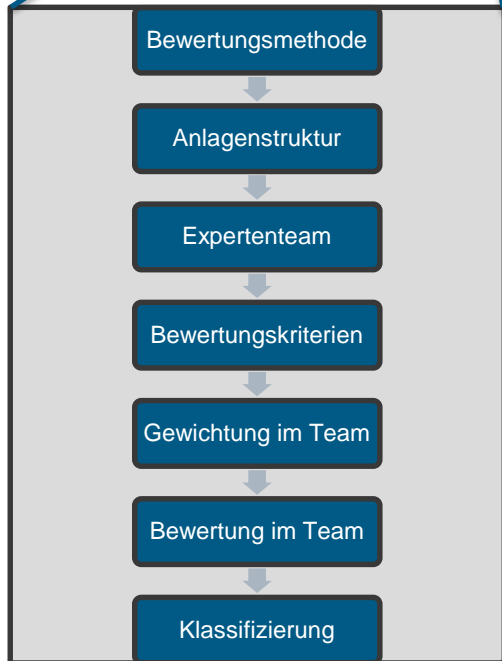 Bewertungsmethode
Anlagenstruktur
Expertenteam
Bewertungskriterien
Gewichtung im Team
Bewertung im Team
Klassifizierung